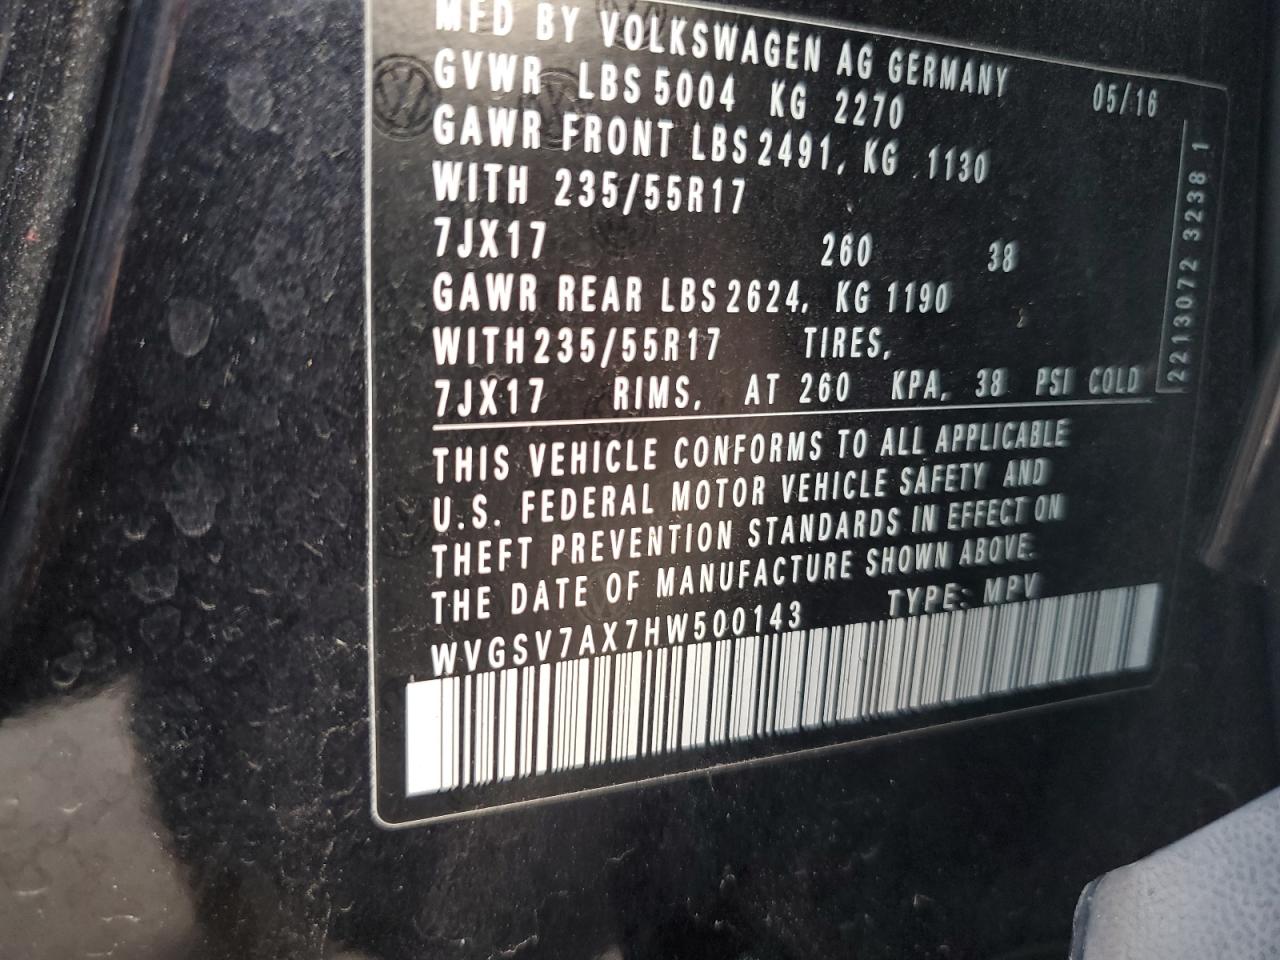 MFD BY VOLKSWAGEN AG GERMANY
GVWR LBS 5004 KG 2270 05/16
GAWR FRONT LBS 2491, KG 1130
WITH 235/55R17
7JX17 260 38
GAWR REAR LBS 2624, KG 1190
WITH 235/55R17 TIRES,
7JX17 RIMS, AT 260 KPA, 38 PSI COLD
THIS VEHICLE CONFORMS TO ALL APPLICABLE
U.S. FEDERAL MOTOR VEHICLE SAFETY AND
THEFT PREVENTION STANDARDS IN EFFECT ON
THE DATE OF MANUFACTURE SHOWN ABOVE.
WVGSV7AX7HW500143 TYPE: MPV
2213072 3238 1